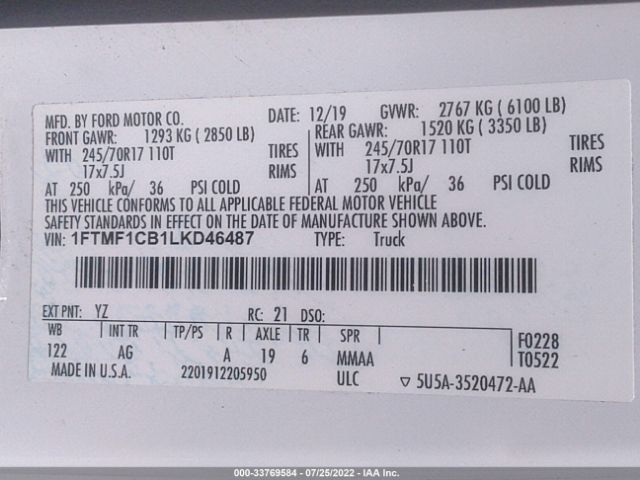 MFD. BY FORD MOTOR CO. DATE: 12/19 GVWR: 2767 KG ( 6100 LB)
FRONT GAWR: 1293 KG ( 2850 LB) REAR GAWR: 1520 KG ( 3350 LB)
WITH 245/70R17 110T TIRES WITH 245/70R17 110T TIRES
17x7.5J RIMS 17x7.5J RIMS
AT 250 kPa/ 36 PSI COLD AT 250 kPa/ 36 PSI COLD
THIS VEHICLE CONFORMS TO ALL APPLICABLE FEDERAL MOTOR VEHICLE
SAFETY STANDARDS IN EFFECT ON THE DATE OF MANUFACTURE SHOWN ABOVE.
VIN: 1FTMF1CB1LKD46487 TYPE: Truck
EXT PNT: YZ RC: 21 DSO:
WB INT TR TP/PS R AXLE TR SPR F0228
122 AG A 19 6 MMAA T0522
MADE IN U.S.A. 2201912205950 ULC ▽ 5U5A-3520472-AA
000-33769584 - 07/25/2022 - IAA Inc.